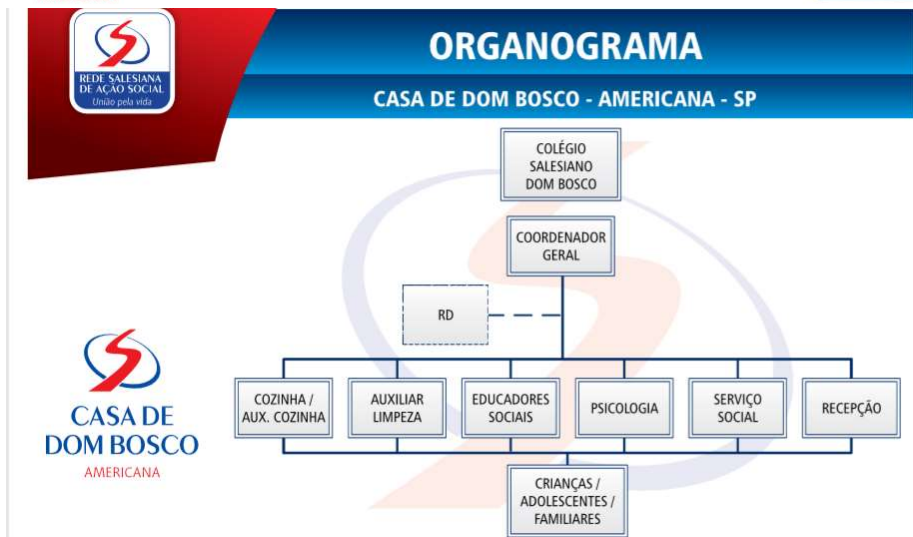 REDE SALESIANA
DE AÇÃO SOCIAL
União pela vida
ORGANOGRAMA
CASA DE DOM BOSCO - AMERICANA - SP
COLÉGIO
SALESIANO
DOM BOSCO
COORDENADOR
GERAL
RD
COZINHA /
AUX. COZINHA
AUXILIAR
LIMPEZA
EDUCADORES
SOCIAIS
PSICOLOGIA
SERVIÇO
SOCIAL
RECEPÇÃO
CASA DE
DOM BOSCO
AMERICANA
CRIANÇAS /
ADOLESCENTES /
FAMILIARES